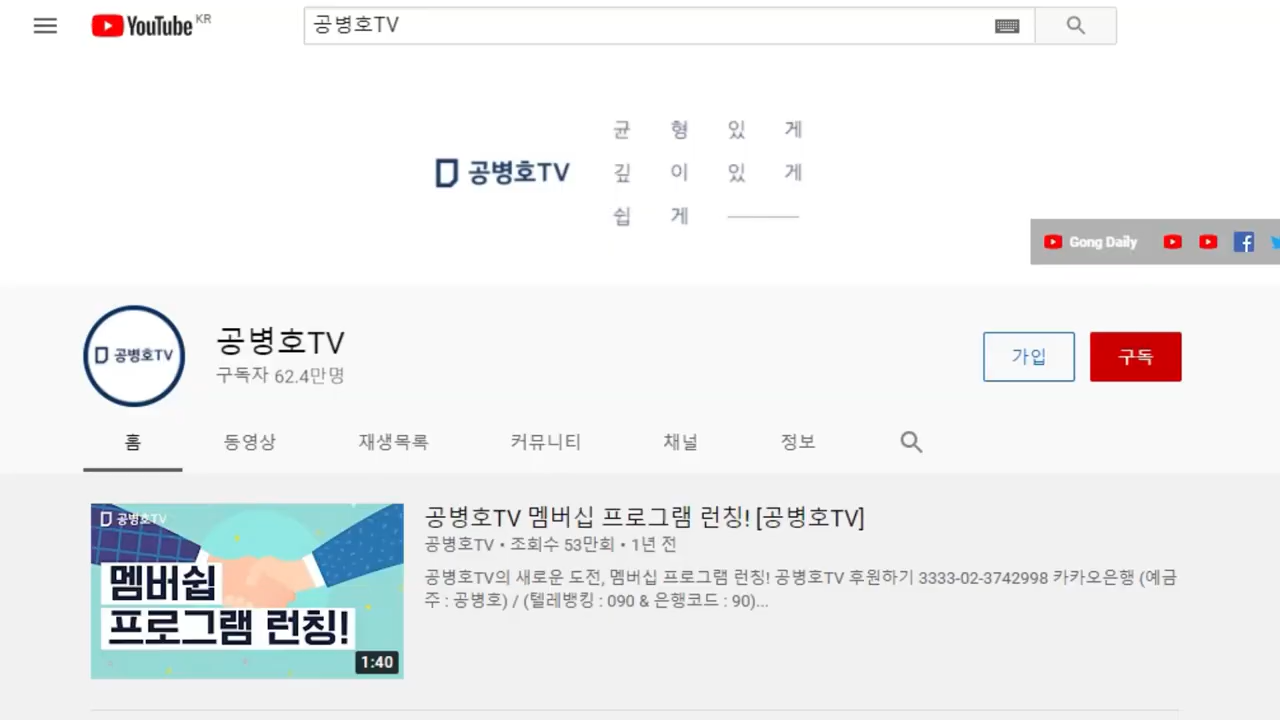 YouTube KR
공병호TV
균 형 있 게
공병호TV
깊 이 있 게
쉽 게
Gong Daily
공병호TV
공병호TV
구독자 62.4만명
가입
구독
홈
동영상
재생목록
커뮤니티
채널
정보
공병호TV
멤버쉽
프로그램 런칭!
1:40
공병호TV 멤버십 프로그램 런칭! [공병호TV]
공병호TV • 조회수 53만회 • 1년 전
공병호TV의 새로운 도전, 멤버십 프로그램 런칭! 공병호TV 후원하기 3333-02-3742998 카카오은행 (예금
주 : 공병호) / (텔레뱅킹 : 090 & 은행코드 : 90)...